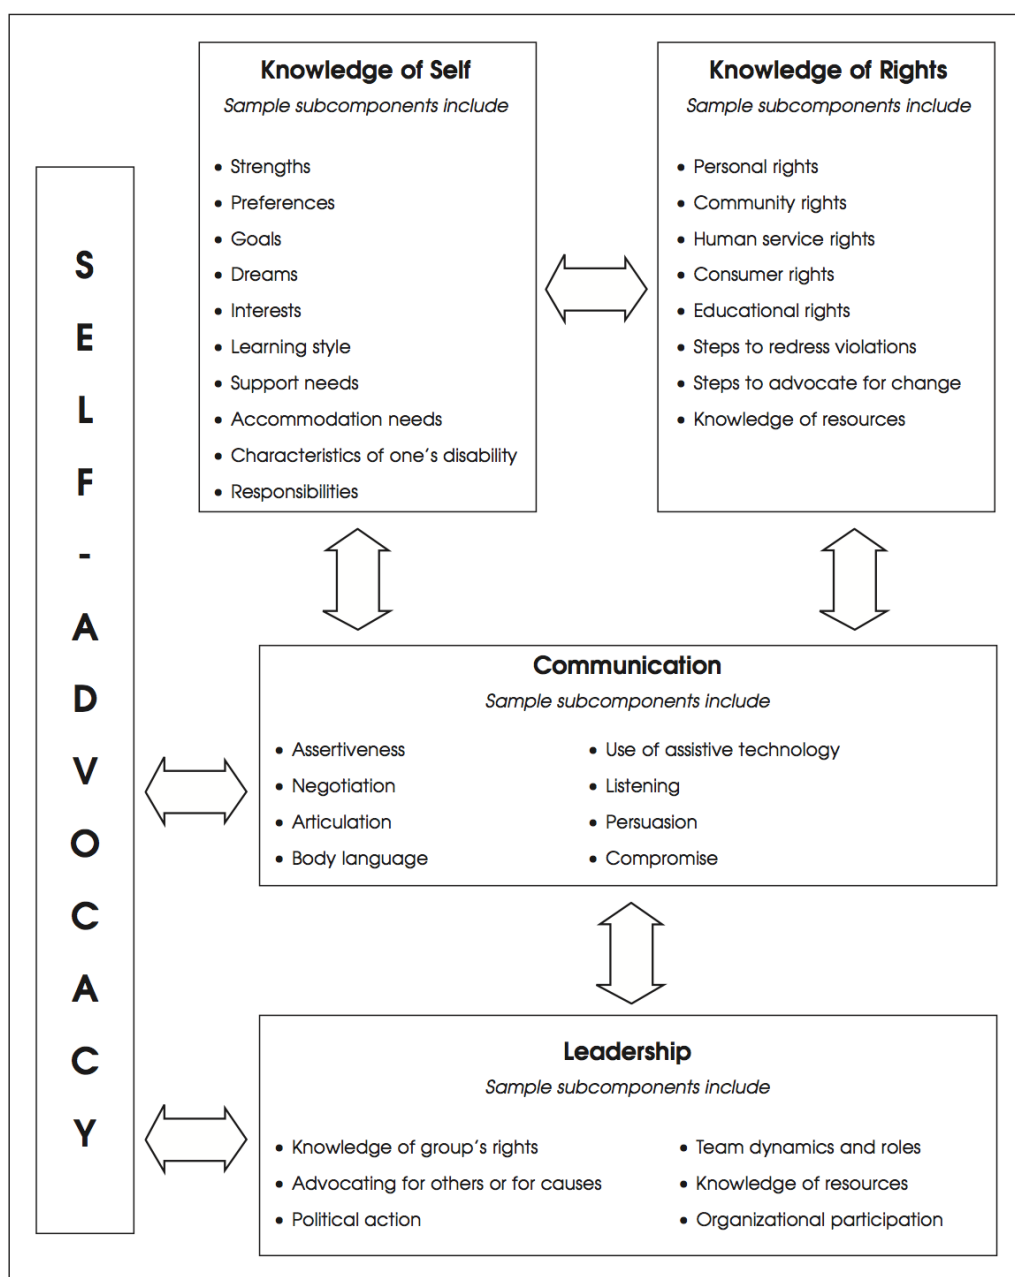 SELF-ADVOCACY
Knowledge of Self
Sample subcomponents include
• Strengths
• Preferences
• Goals
• Dreams
• Interests
• Learning style
• Support needs
• Accommodation needs
• Characteristics of one's disability
• Responsibilities
Knowledge of Rights
Sample subcomponents include
• Personal rights
• Community rights
• Human service rights
• Consumer rights
• Educational rights
• Steps to redress violations
• Steps to advocate for change
• Knowledge of resources
Communication
Sample subcomponents include
• Assertiveness
• Negotiation
• Articulation
• Body language
• Use of assistive technology
• Listening
• Persuasion
• Compromise
Leadership
Sample subcomponents include
• Knowledge of group's rights
• Advocating for others or for causes
• Political action
• Team dynamics and roles
• Knowledge of resources
• Organizational participation